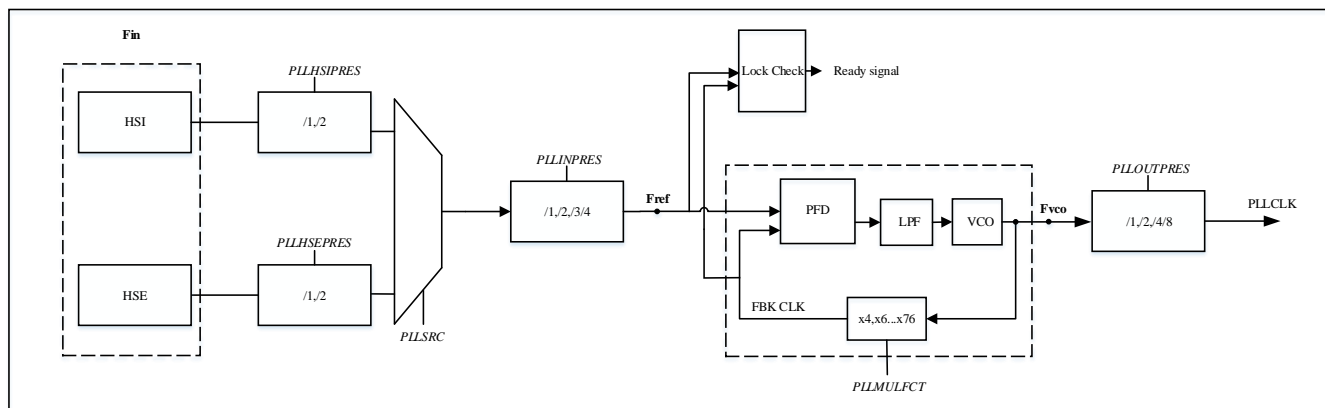 Fin
HSI
HSE
PLLHSIPRES
/1,/2
PLLHSEPRES
/1,/2
PLLSRC
PLLINPRES
/1,/2,/3/4
Fref
Lock Check
Ready signal
PFD
LPF
VCO
Fvco
FBK CLK
x4,x6...x76
PLLMULFCT
PLLOUTPRES
/1,/2,/4/8
PLLCLK